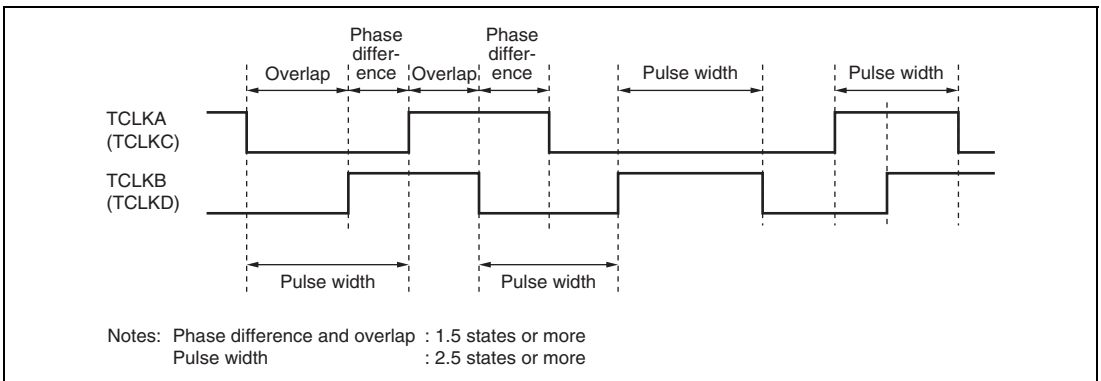 Phase
differ-
ence
Phase
differ-
ence
Overlap
Overlap
Pulse width
Pulse width
TCLKA
(TCLKC)
TCLKB
(TCLKD)
Pulse width
Pulse width
Notes: Phase difference and overlap : 1.5 states or more
Pulse width : 2.5 states or more